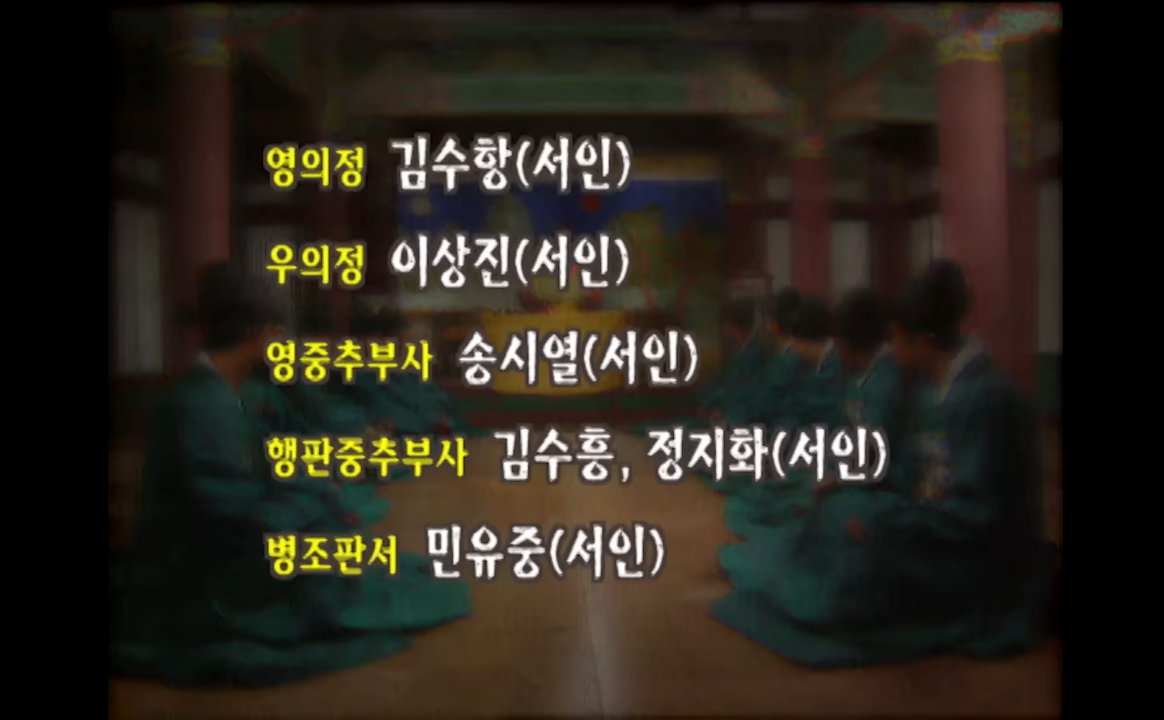 영의정 김수항(서인)
우의정 이상진(서인)
영중추부사 송시열(서인)
행판중추부사 김수흥, 정지화(서인)
병조판서 민유중(서인)